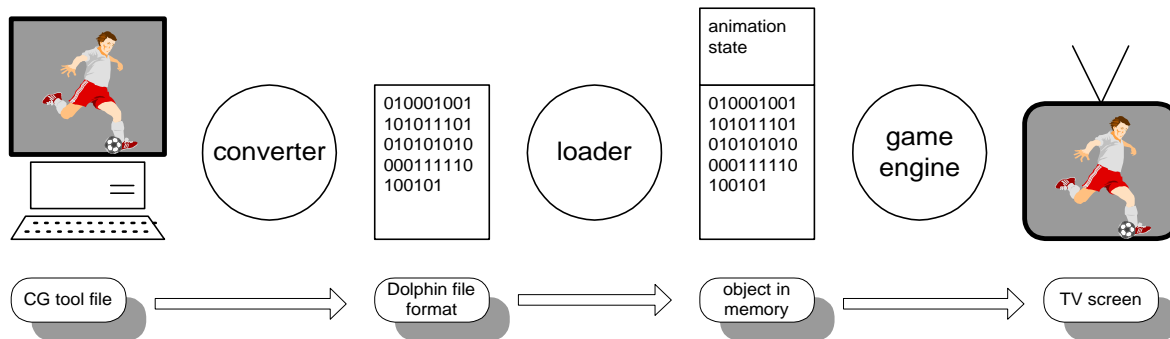 converter
010001001
101011101
010101010
000111110
100101
loader
animation
state
010001001
101011101
010101010
000111110
100101
game
engine
CG tool file
Dolphin file
format
object in
memory
TV screen